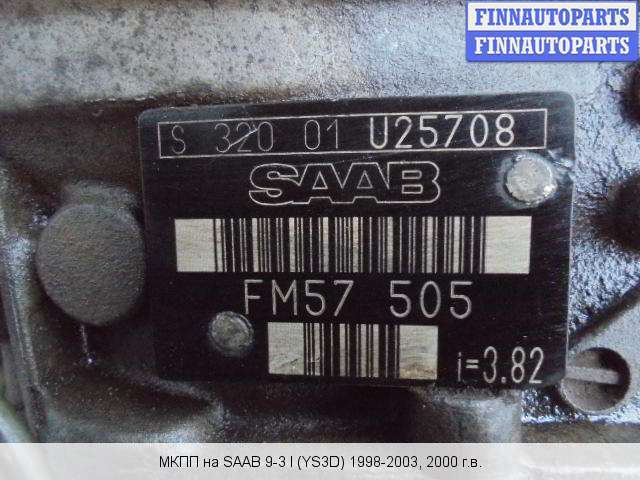 FINNAUTOPARTS
FINNAUTOPARTS
S 320 01 U25708
SAAB
FM57 505
i=3.82
МКПП на SAAB 9-3 I (YS3D) 1998-2003, 2000 г.в.